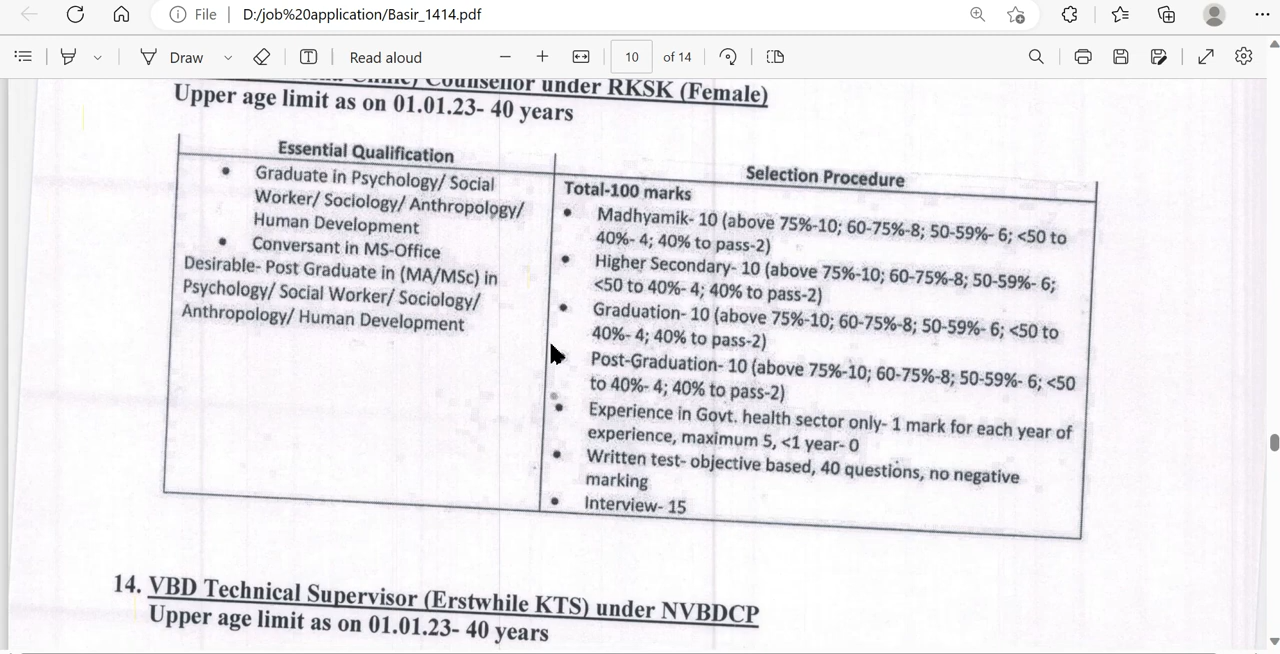 File
D:/job%20application/Basir_1414.pdf
Draw
Read aloud
10
of 14
Counsellor under RKSK (Female)
Upper age limit as on 01.01.23- 40 years
Essential Qualification
• Graduate in Psychology/ Social
Worker/ Sociology/ Anthropology/
Human Development
• Conversant in MS-Office
Desirable- Post Graduate in (MA/MSc) in
Psychology/ Social Worker/ Sociology/
Anthropology/ Human Development
Selection Procedure
Total-100 marks
• Madhyamik- 10 (above 75%-10; 60-75%-8; 50-59%- 6; <50 to
40%- 4; 40% to pass-2)
• Higher Secondary- 10 (above 75%-10; 60-75%-8; 50-59%- 6;
<50 to 40%- 4; 40% to pass-2)
• Graduation- 10 (above 75%-10; 60-75%-8; 50-59%- 6; <50 to
40%- 4; 40% to pass-2)
Post-Graduation- 10 (above 75%-10; 60-75%-8; 50-59%- 6; <50
to 40%- 4; 40% to pass-2)
• Experience in Govt. health sector only- 1 mark for each year of
experience, maximum 5, <1 year- 0
• Written test- objective based, 40 questions, no negative
marking
• Interview- 15
14. VBD Technical Supervisor (Erstwhile KTS) under NVBDCP
Upper age limit as on 01.01.23- 40 years